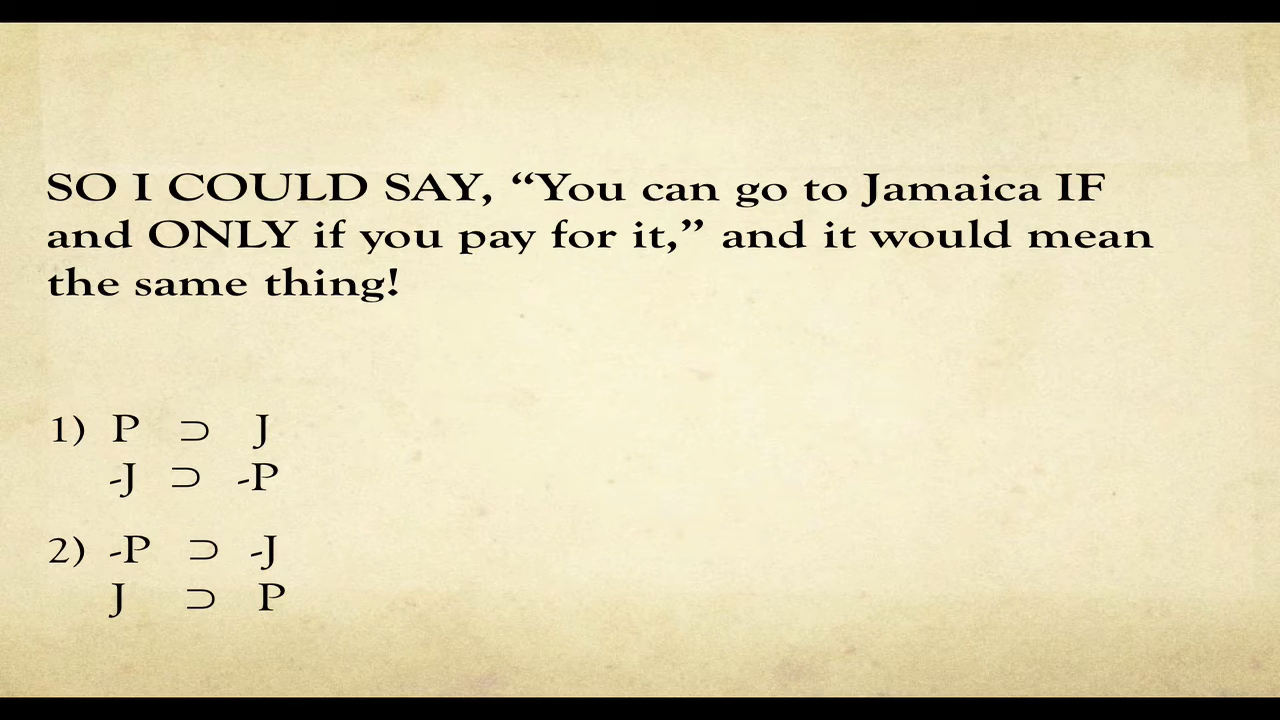 SO I COULD SAY, “You can go to Jamaica IF
and ONLY if you pay for it,” and it would mean
the same thing!
1) P ⊃ J
-J ⊃ -P
2) -P ⊃ -J
J ⊃ P